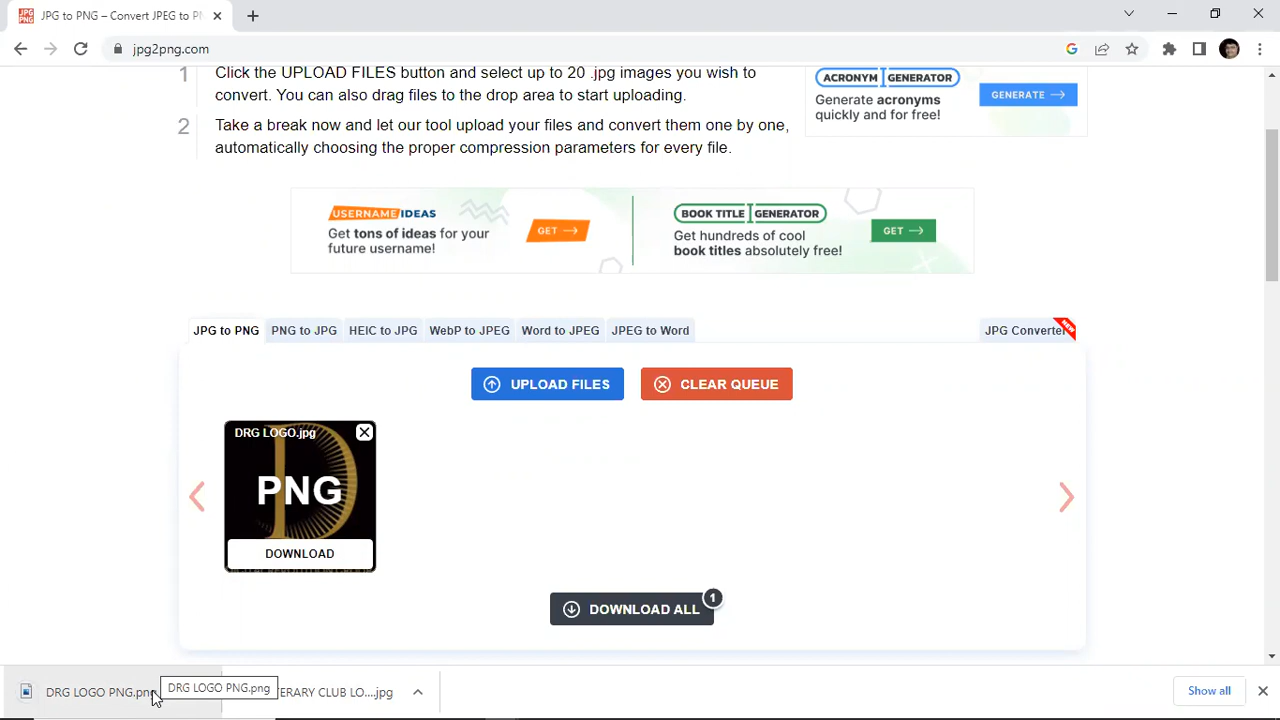 JPG to PNG – Convert JPEG to PN
jpg2png.com
1 Click the UPLOAD FILES button and select up to 20 .jpg images you wish to
convert. You can also drag files to the drop area to start uploading.
2 Take a break now and let our tool upload your files and convert them one by one,
automatically choosing the proper compression parameters for every file.
ACRONYM GENERATOR
Generate acronyms
quickly and for free!
GENERATE
USERNAME IDEAS
Get tons of ideas for your
future username!
GET
BOOK TITLE GENERATOR
Get hundreds of cool
book titles absolutely free!
GET
JPG to PNG PNG to JPG HEIC to JPG WebP to JPEG Word to JPEG JPEG to Word JPG Converter NEW
UPLOAD FILES CLEAR QUEUE
DRG LOGO.jpg
PNG
DOWNLOAD
DOWNLOAD ALL 1
DRG LOGO PNG.pn
DRG LOGO PNG.png
ERARY CLUB LO....jpg
Show all